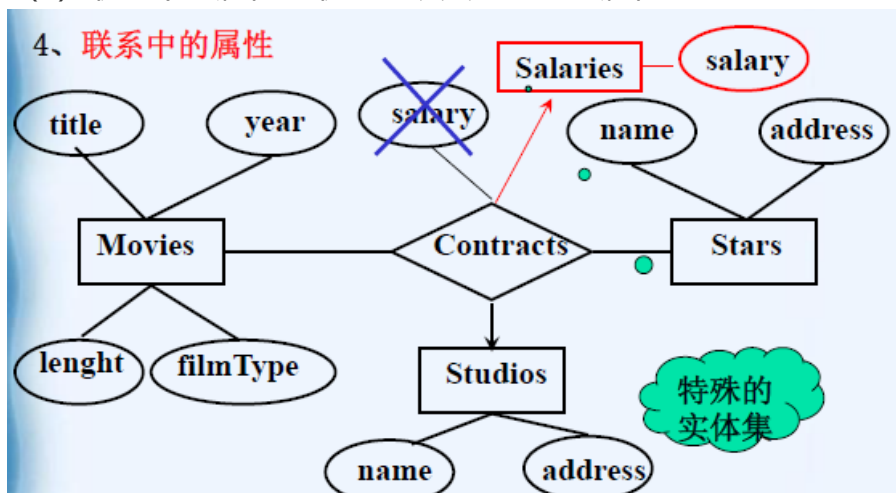 4、联系中的属性
Salaries
salary
salary
title
year
name
address
Movies
Contracts
Stars
lenght
filmType
Studios
特殊的
实体集
name
address